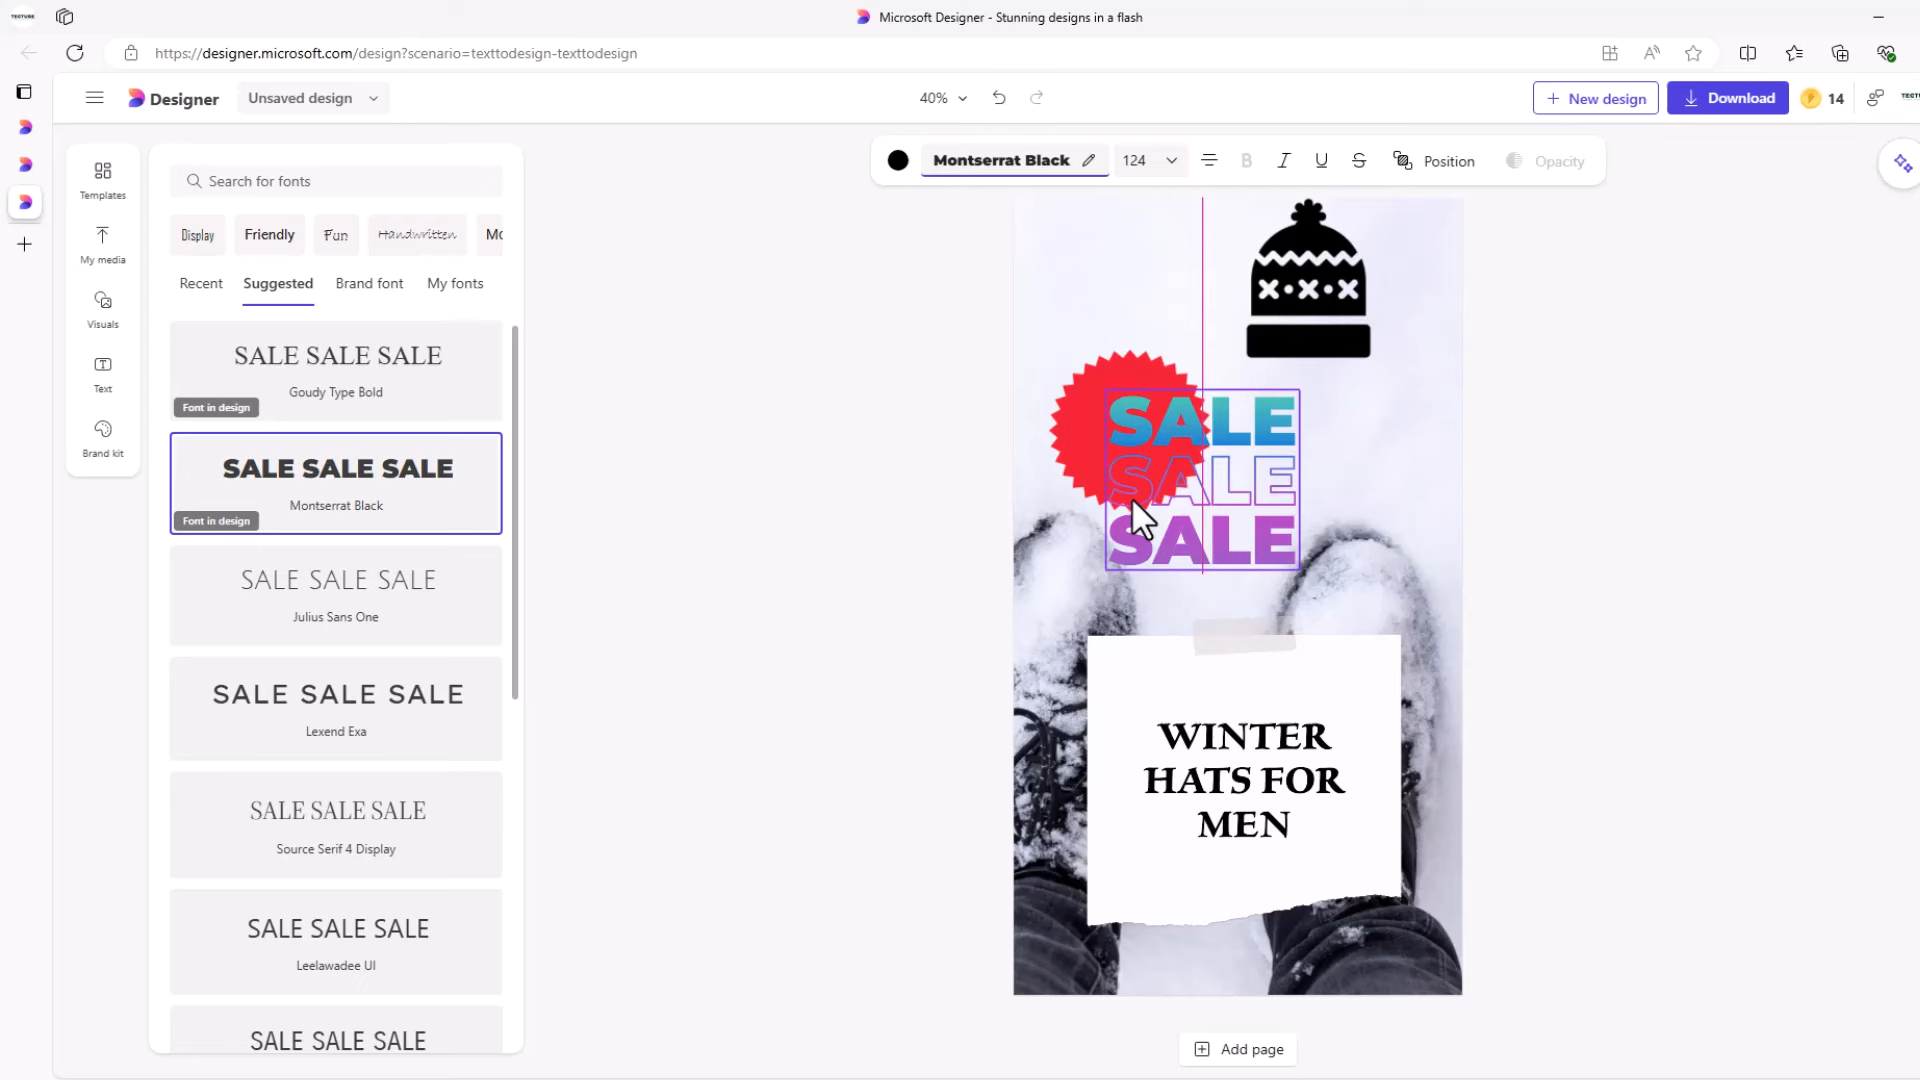 TECTUBE
Microsoft Designer - Stunning designs in a flash
https://designer.microsoft.com/design?scenario=texttodesign-texttodesign
Designer
Unsaved design
40%
New design
Download
14
TECT
Templates
My media
Visuals
Text
Brand kit
Search for fonts
Display
Friendly
Fun
Handwritten
Mo
Recent
Suggested
Brand font
My fonts
SALE SALE SALE
Goudy Type Bold
Font in design
SALE SALE SALE
Montserrat Black
Font in design
SALE SALE SALE
Julius Sans One
SALE SALE SALE
Lexend Exa
SALE SALE SALE
Source Serif 4 Display
SALE SALE SALE
Leelawadee UI
SALE SALE SALE
Montserrat Black
124
B
I
U
S
Position
Opacity
SALE
SALE
SALE
WINTER
HATS FOR
MEN
Add page